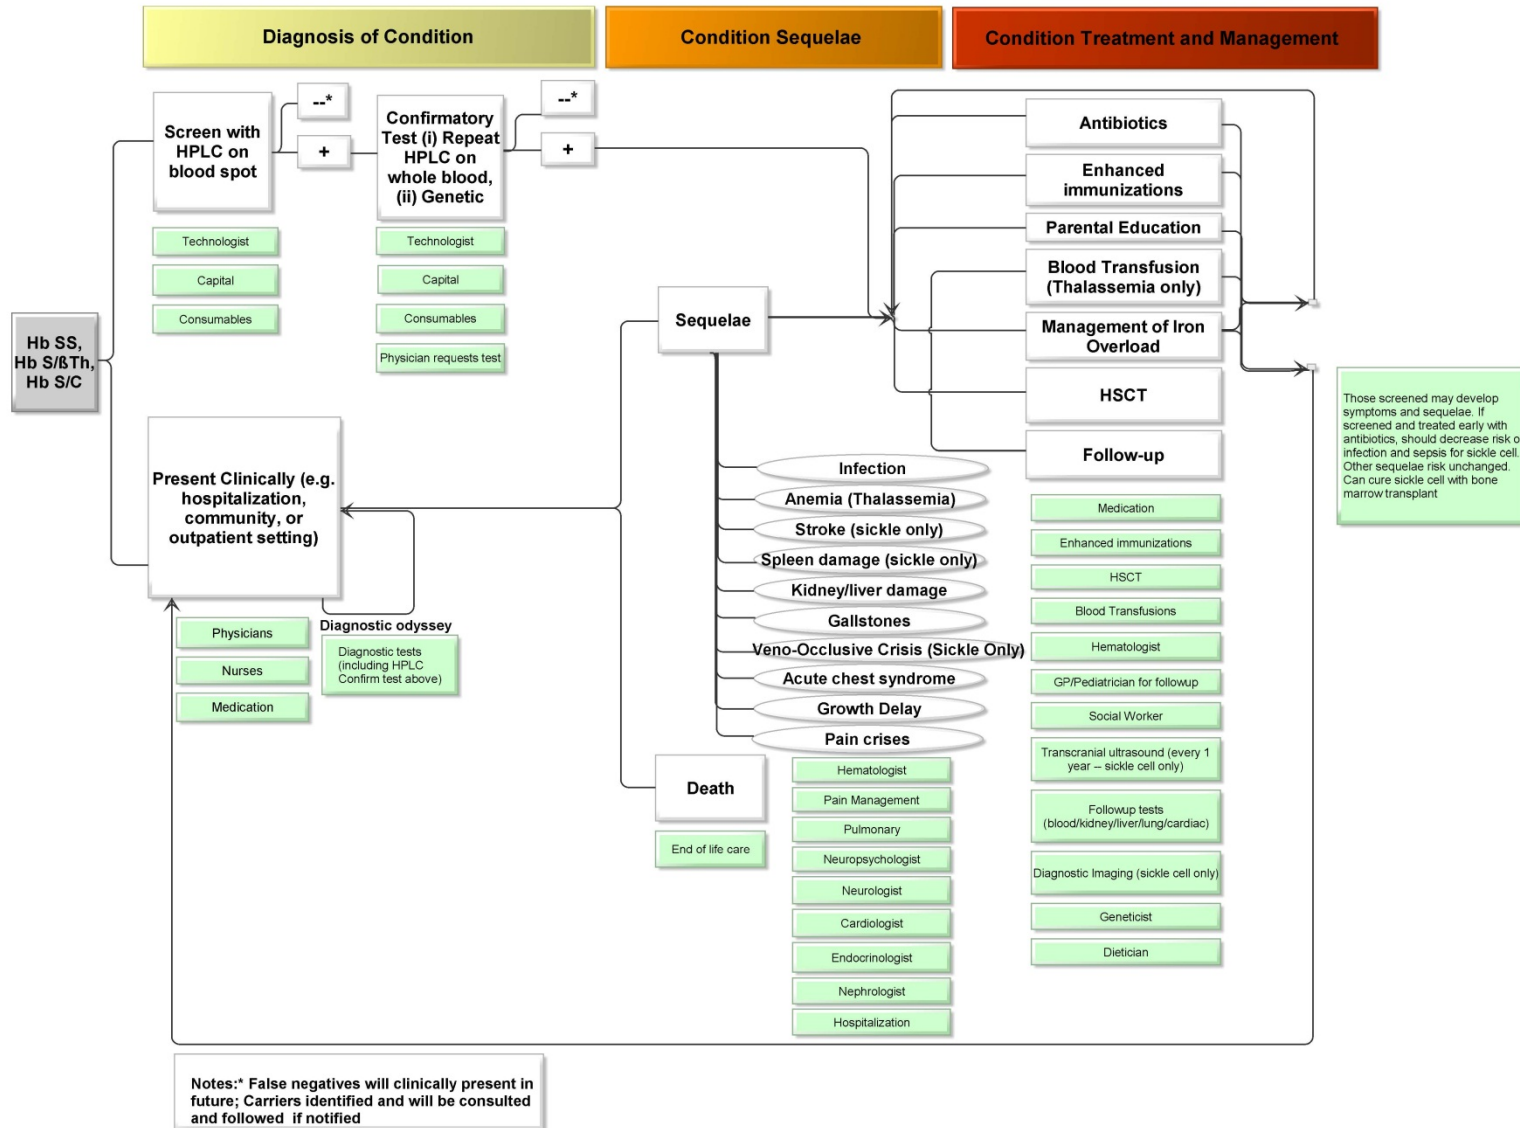 Diagnosis of Condition
Condition Sequelae
Condition Treatment and Management
Screen with
HPLC on
blood spot
--*
+
Confirmatory
Test (i) Repeat
HPLC on
whole blood,
(ii) Genetic
--*
+
Technologist
Capital
Consumables
Technologist
Capital
Consumables
Physician requests test
Hb SS,
Hb S/ßTh,
Hb S/C
Present Clinically (e.g.
hospitalization,
community, or
outpatient setting)
Diagnostic odyssey
Physicians
Nurses
Medication
Diagnostic tests
(including HPLC
Confirm test above)
Sequelae
Infection
Anemia (Thalassemia)
Stroke (sickle only)
Spleen damage (sickle only)
Kidney/liver damage
Gallstones
Veno-Occlusive Crisis (Sickle Only)
Acute chest syndrome
Growth Delay
Pain crises
Death
End of life care
Hematologist
Pain Management
Pulmonary
Neuropsychologist
Neurologist
Cardiologist
Endocrinologist
Nephrologist
Hospitalization
Antibiotics
Enhanced
immunizations
Parental Education
Blood Transfusion
(Thalassemia only)
Management of Iron
Overload
HSCT
Follow-up
Medication
Enhanced immunizations
HSCT
Blood Transfusions
Hematologist
GP/Pediatrician for followup
Social Worker
Transcranial ultrasound (every 1
year -- sickle cell only)
Followup tests
(blood/kidney/liver/lung/cardiac)
Diagnostic Imaging (sickle cell only)
Geneticist
Dietician
Those screened may develop
symptoms and sequelae. If
screened and treated early with
antibiotics, should decrease risk o
infection and sepsis for sickle cell.
Other sequelae risk unchanged.
Can cure sickle cell with bone
marrow transplant
Notes:* False negatives will clinically present in
future; Carriers identified and will be consulted
and followed if notified